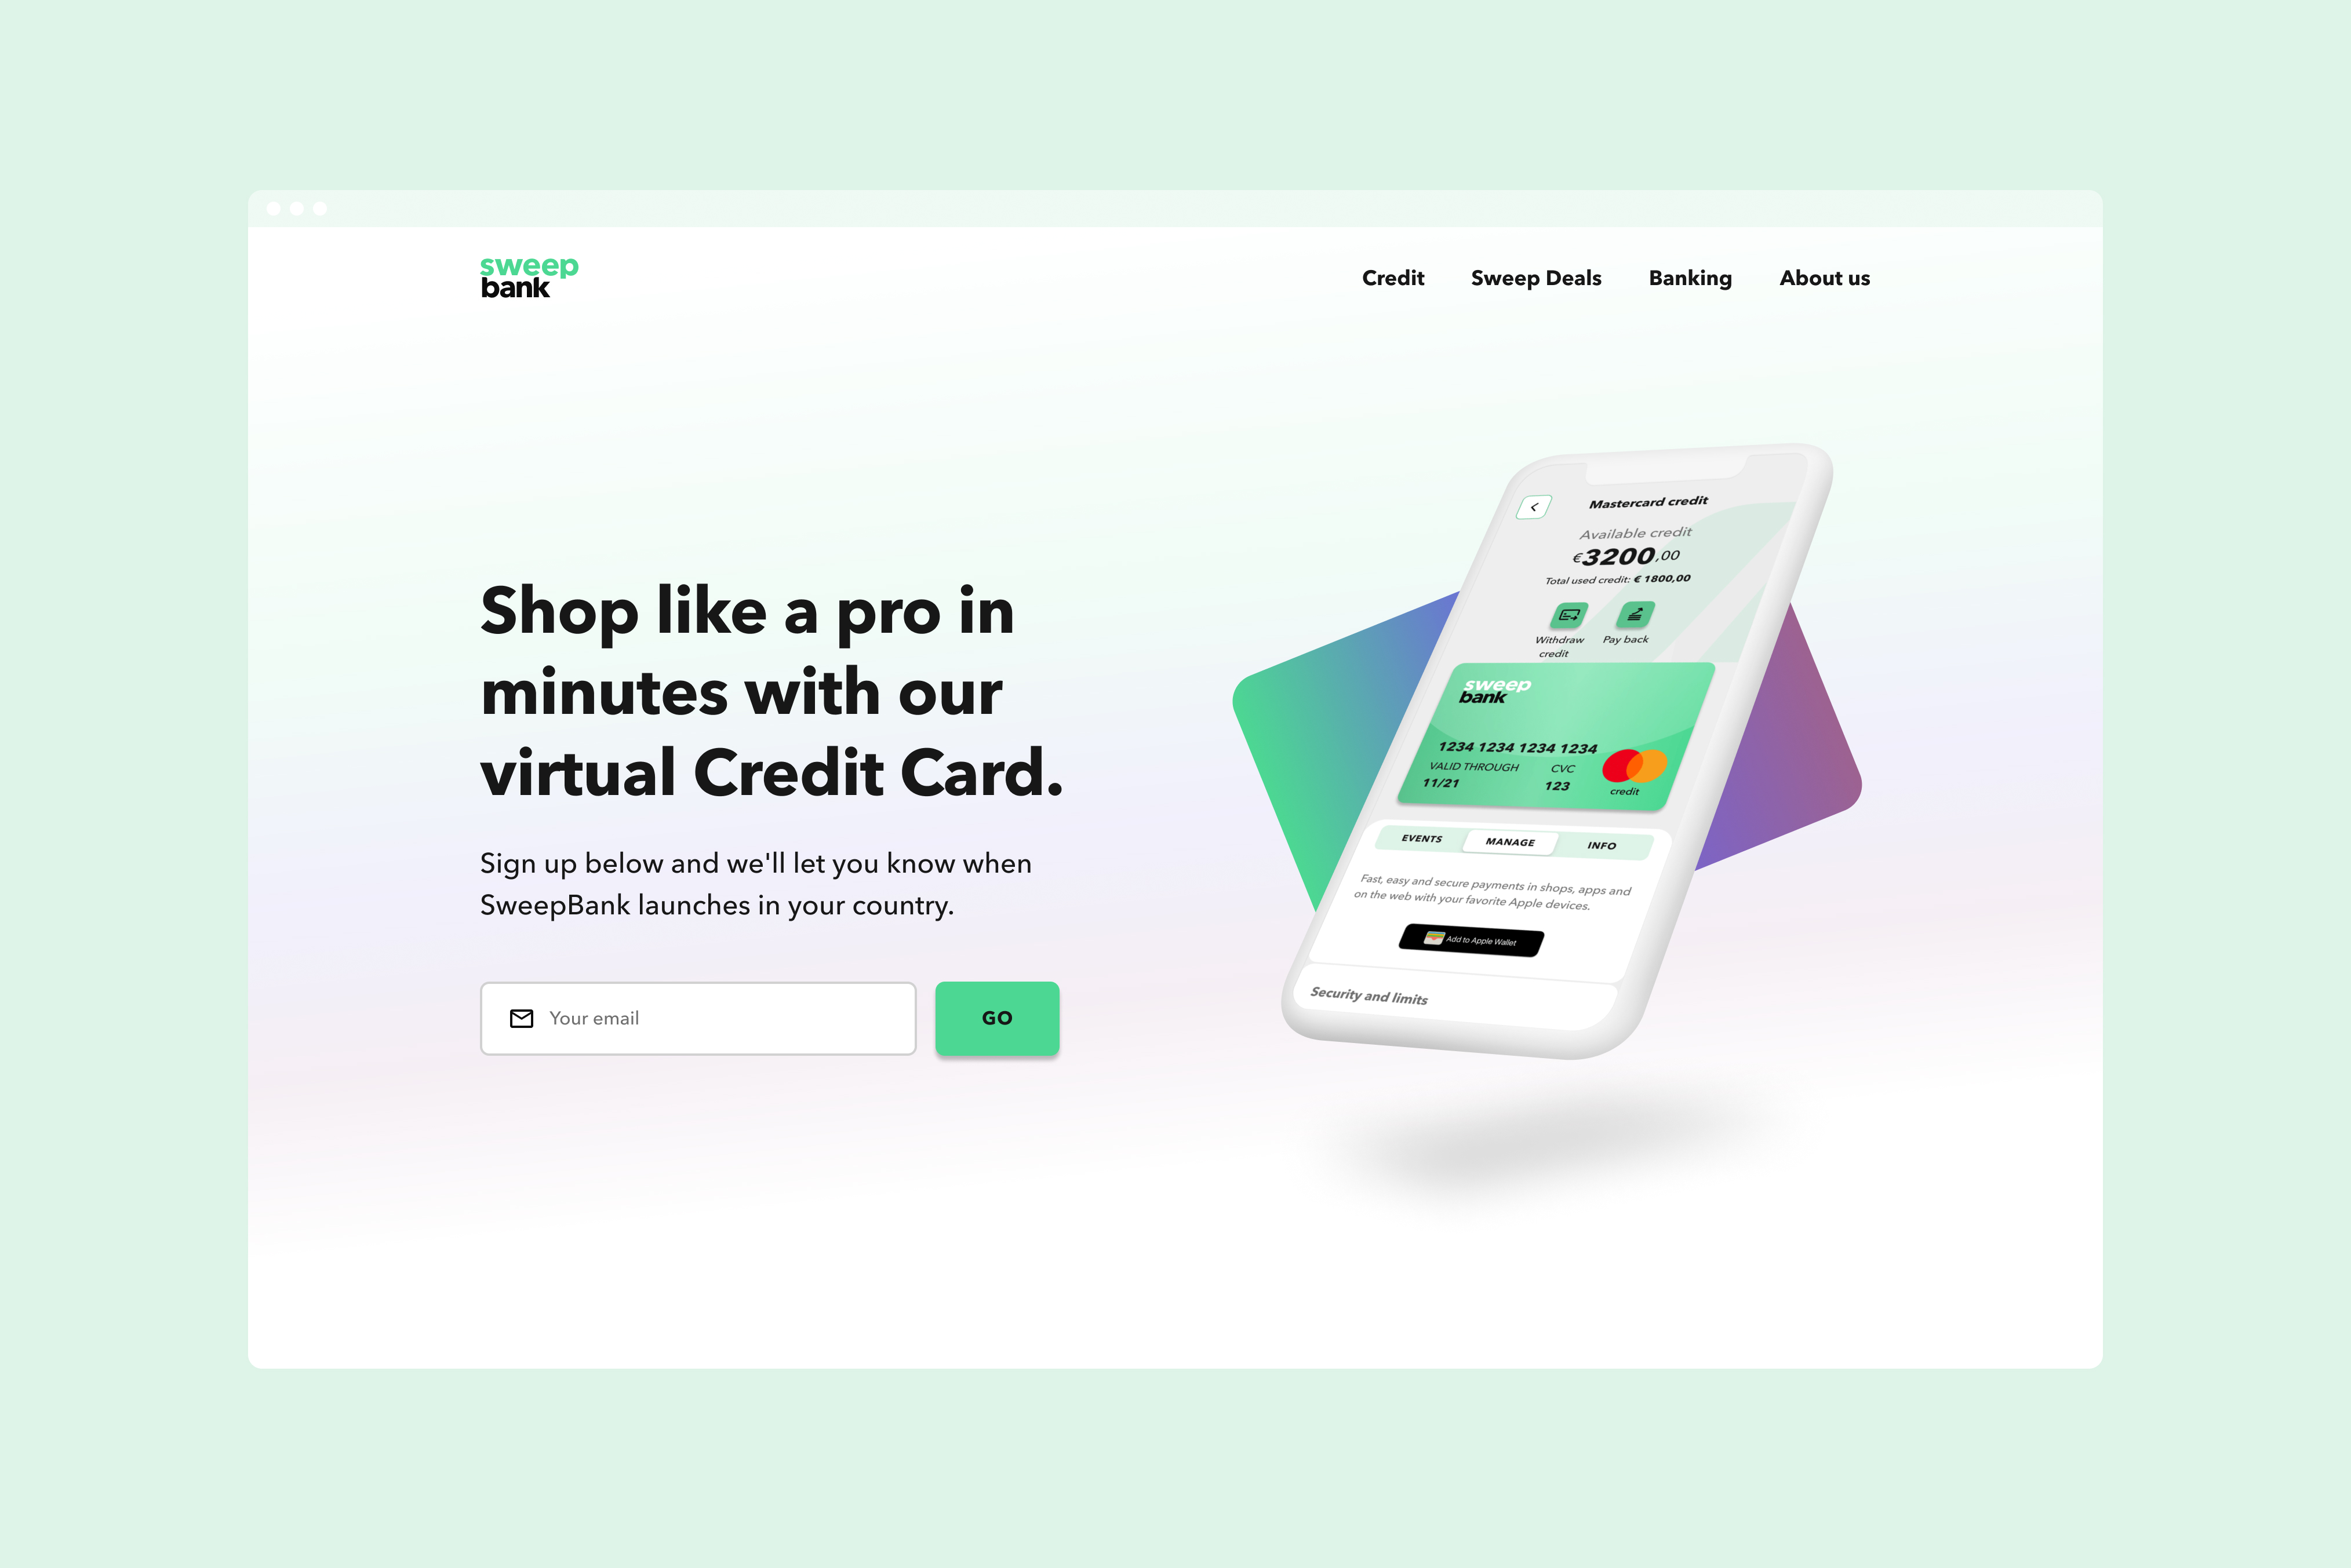 sweep
bank
Credit
Sweep Deals
Banking
About us
Shop like a pro in
minutes with our
virtual Credit Card.
Sign up below and we'll let you know when
SweepBank launches in your country.
Your email
GO
Mastercard credit
Available credit
€3200,00
Total used credit: € 1800,00
Withdraw
credit
Pay back
sweep
bank
1234 1234 1234 1234
VALID THROUGH
CVC
11/21
123
credit
EVENTS
MANAGE
INFO
Fast, easy and secure payments in shops, apps and
on the web with your favorite Apple devices.
Add to Apple Wallet
Security and limits